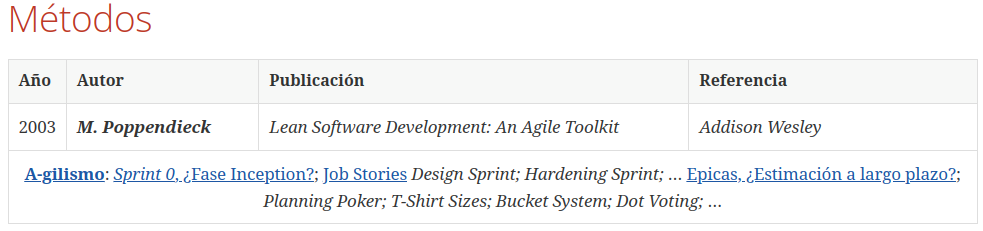 Métodos
Año Autor Publicación Referencia
2003 M. Poppendieck Lean Software Development: An Agile Toolkit Addison Wesley
A-gilismo: Sprint 0, ¿Fase Inception?; Job Stories Design Sprint; Hardening Sprint; ... Epicas, ¿Estimación a largo plazo?;
Planning Poker; T-Shirt Sizes; Bucket System; Dot Voting; ...